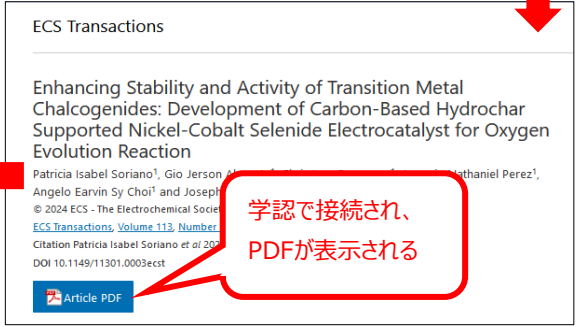 ECS Transactions
Enhancing Stability and Activity of Transition Metal
Chalcogenides: Development of Carbon-Based Hydrochar
Supported Nickel-Cobalt Selenide Electrocatalyst for Oxygen
Evolution Reaction
Patricia Isabel Soriano¹, Gio Jerson Nathaniel Perez¹,
Angelo Earvin Sy Choi¹ and Joseph
© 2024 ECS - The Electrochemical
ECS Transactions, Volume 113, Number
Citation Patricia Isabel Soriano et al
DOI 10.1149/11301.0003ecst
学認で接続され、
PDFが表示される
Article PDF